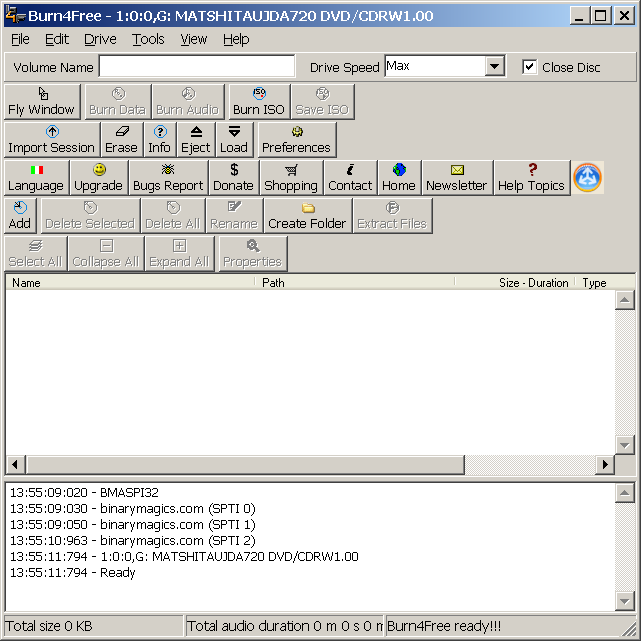 Burn4Free - 1:0:0,G: MATSHITAUJDA720 DVD/CDRW1.00
File Edit Drive Tools View Help
Volume Name Drive Speed Max Close Disc
Fly Window Burn Data Burn Audio Burn ISO Save ISO
Import Session Erase Info Eject Load Preferences
Language Upgrade Bugs Report Donate Shopping Contact Home Newsletter Help Topics
Add Delete Selected Delete All Rename Create Folder Extract Files
Select All Collapse All Expand All Properties
Name Path Size - Duration Type
13:55:09:020 - BMASPI32
13:55:09:030 - binarymagics.com (SPTI 0)
13:55:09:050 - binarymagics.com (SPTI 1)
13:55:10:963 - binarymagics.com (SPTI 2)
13:55:11:794 - 1:0:0,G: MATSHITAUJDA720 DVD/CDRW1.00
13:55:11:794 - Ready
Total size 0 KB Total audio duration 0 m 0 s 0 m Burn4Free ready!!!